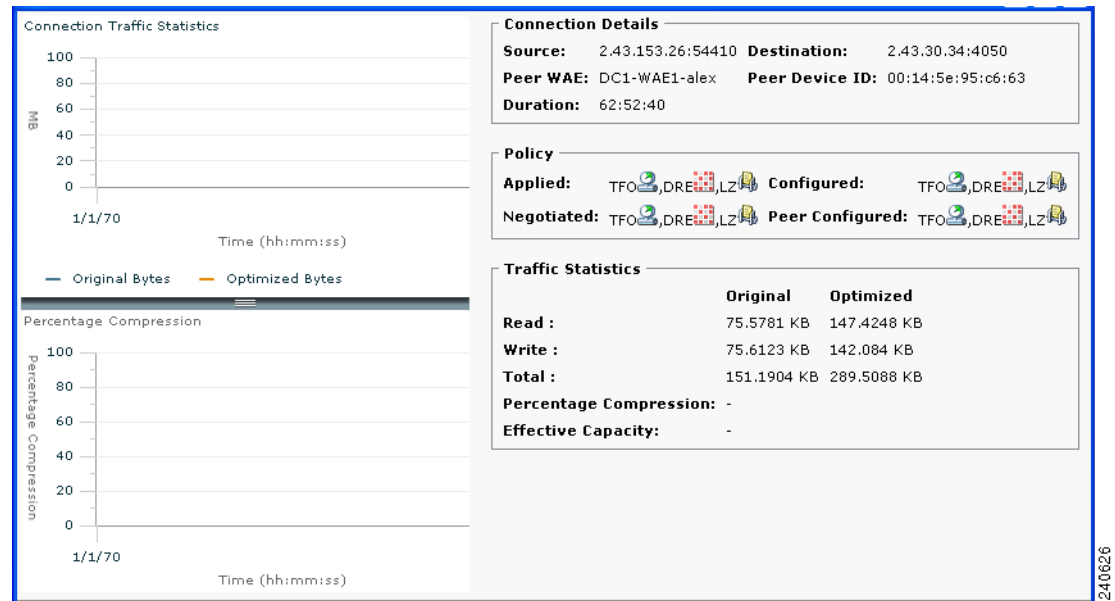 Connection Traffic Statistics
100
80
60
40
20
0
MB
1/1/70
Time (hh:mm:ss)
Original Bytes Optimized Bytes
Percentage Compression
100
80
60
40
20
0
Percentage Compression
1/1/70
Time (hh:mm:ss)
Connection Details
Source: 2.43.153.26:54410 Destination: 2.43.30.34:4050
Peer WAE: DC1-WAE1-alex Peer Device ID: 00:14:5e:95:c6:63
Duration: 62:52:40
Policy
Applied: TFO,DRE,LZ Configured: TFO,DRE,LZ
Negotiated: TFO,DRE,LZ Peer Configured: TFO,DRE,LZ
Traffic Statistics
Original Optimized
Read : 75.5781 KB 147.4248 KB
Write : 75.6123 KB 142.084 KB
Total : 151.1904 KB 289.5088 KB
Percentage Compression: -
Effective Capacity: -
240626